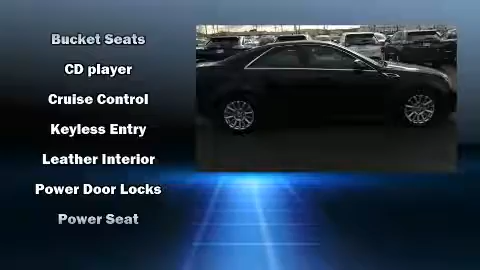 Bucket Seats
CD player
Cruise Control
Keyless Entry
Leather Interior
Power Door Locks
Power Seat